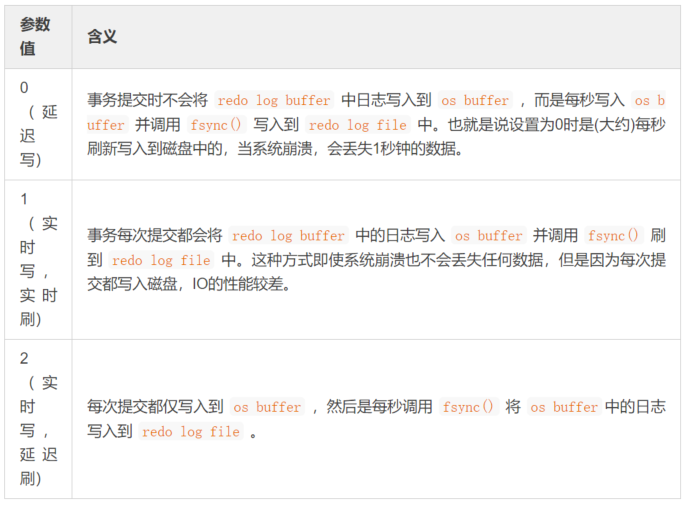 参数值 含义
0
（延迟写）
事务提交时不会将 redo log buffer 中日志写入到 os buffer ，而是每秒写入 os b
uffer 并调用 fsync() 写入到 redo log file 中。也就是说设置为0时是(大约)每秒
刷新写入到磁盘中的，当系统崩溃，会丢失1秒钟的数据。
1
（实时写，实时刷）
事务每次提交都会将 redo log buffer 中的日志写入 os buffer 并调用 fsync() 刷
到 redo log file 中。这种方式即使系统崩溃也不会丢失任何数据，但是因为每次提
交都写入磁盘，IO的性能较差。
2
（实时写，延迟刷）
每次提交都仅写入到 os buffer ，然后是每秒调用 fsync() 将 os buffer 中的日志
写入到 redo log file 。